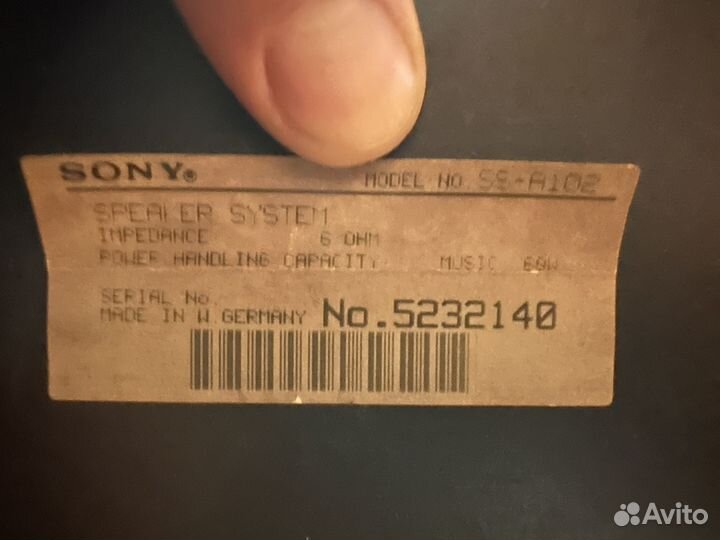 SONY®
MODEL NO. SS-A102
SPEAKER SYSTEM
IMPEDANCE 6 OHM
POWER HANDLING CAPACITY MUSIC 60W
SERIAL No.
MADE IN W.GERMANY No.5232140
Avito